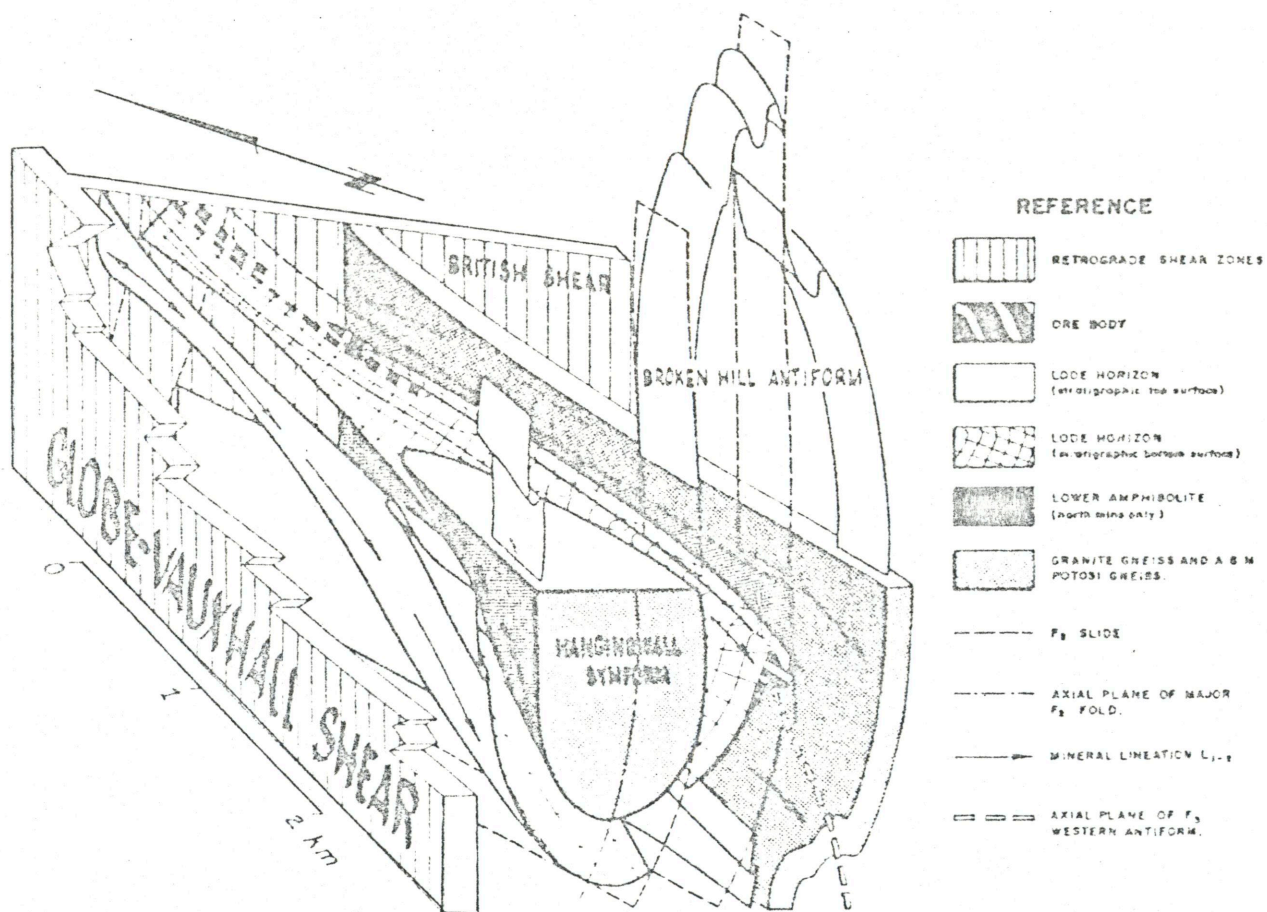 N
BRITISH SHEAR
BROKEN HILL ANTIFORM
HANGINGWALL
SYNFORM
GLOBE-VAUXHALL SHEAR
0
1
2 km
REFERENCE
RETROGRADE SHEAR ZONES
ORE BODY
LODE HORIZON
(stratigraphic top surface)
LODE HORIZON
(stratigraphic bottom surface)
LOWER AMPHIBOLITE
(north mine only)
GRANITE GNEISS AND A B M
POTOSI GNEISS.
F₂ SLIDE
AXIAL PLANE OF MAJOR
F₂ FOLD.
MINERAL LINEATION L₁₋₂
AXIAL PLANE OF F₃
WESTERN ANTIFORM.